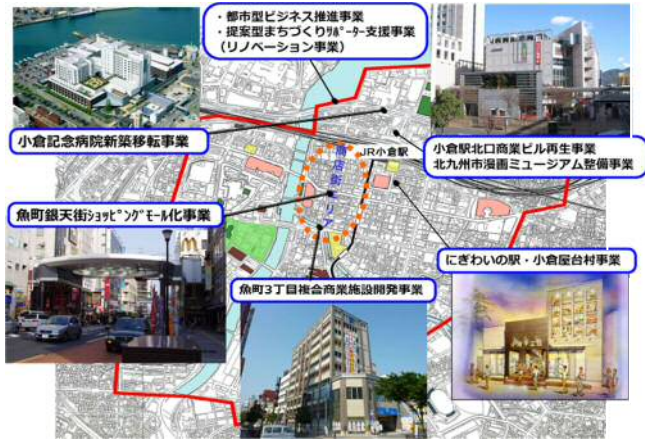 ・都市型ビジネス推進事業
・提案型まちづくりｻﾎﾟｰﾀｰ支援事業
（リノベーション事業）
小倉記念病院新築移転事業
JR小倉駅
小倉駅北口商業ビル再生事業
北九州市漫画ミュージアム整備事業
商店街エリア
魚町銀天街ｼｮｯﾋﾟﾝｸﾞﾓｰﾙ化事業
にぎわいの駅・小倉屋台村事業
魚町3丁目複合商業施設開発事業